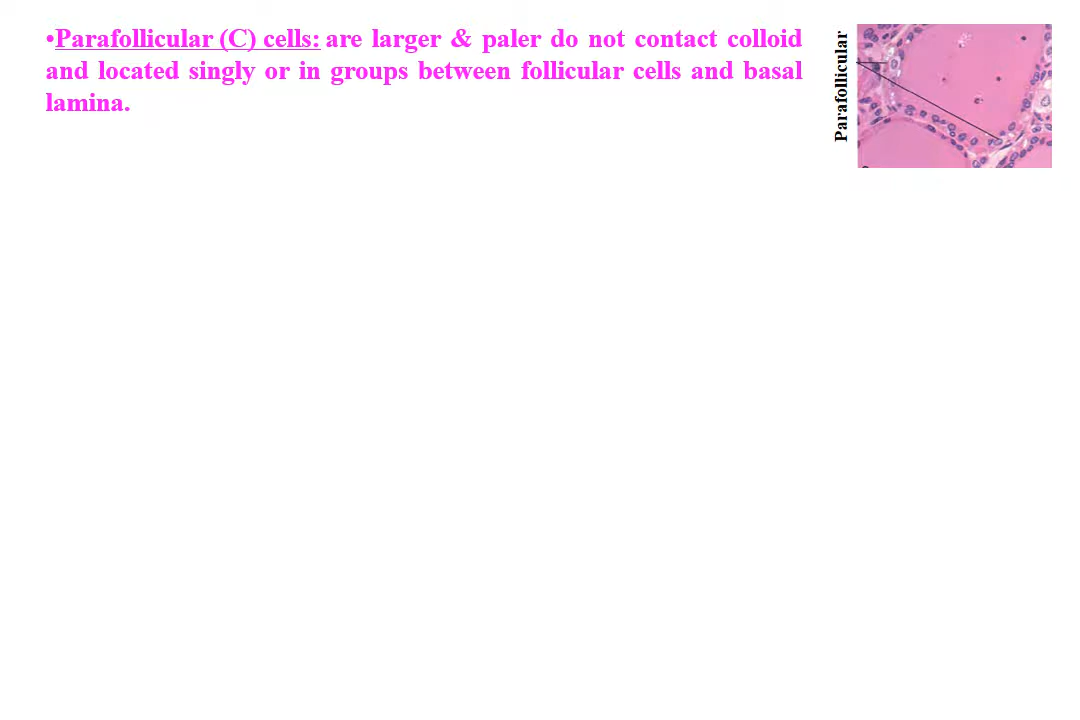 •Parafollicular (C) cells: are larger & paler do not contact colloid
and located singly or in groups between follicular cells and basal
lamina.
Parafollicular